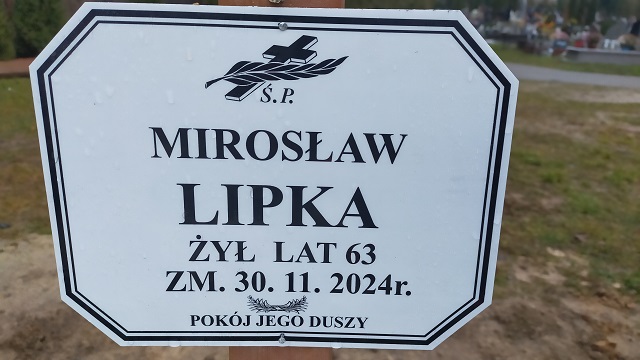 Ś.P.
MIROSŁAW
LIPKA
ŻYŁ LAT 63
ZM. 30. 11. 2024r.
POKÓJ JEGO DUSZY